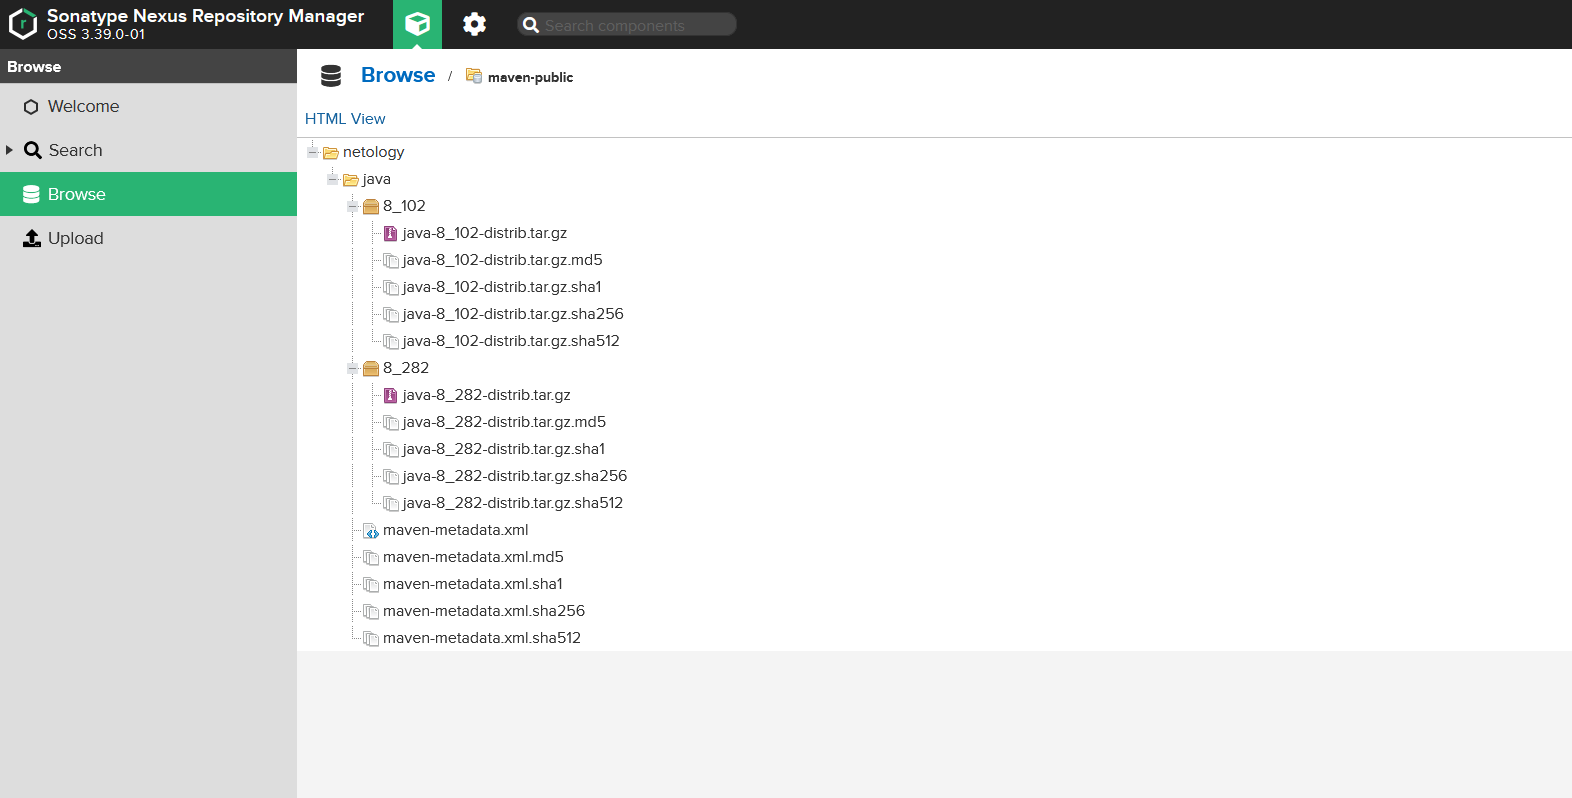 Sonatype Nexus Repository Manager
OSS 3.39.0-01
Search components
Browse
Welcome
Search
Browse
Upload
Browse / maven-public
HTML View
netology
java
8_102
java-8_102-distrib.tar.gz
java-8_102-distrib.tar.gz.md5
java-8_102-distrib.tar.gz.sha1
java-8_102-distrib.tar.gz.sha256
java-8_102-distrib.tar.gz.sha512
8_282
java-8_282-distrib.tar.gz
java-8_282-distrib.tar.gz.md5
java-8_282-distrib.tar.gz.sha1
java-8_282-distrib.tar.gz.sha256
java-8_282-distrib.tar.gz.sha512
maven-metadata.xml
maven-metadata.xml.md5
maven-metadata.xml.sha1
maven-metadata.xml.sha256
maven-metadata.xml.sha512